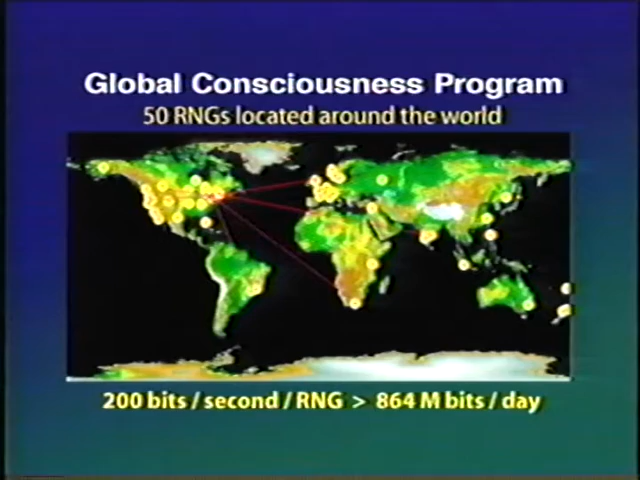 Global Consciousness Program
50 RNGs located around the world
200 bits / second / RNG > 864 M bits / day